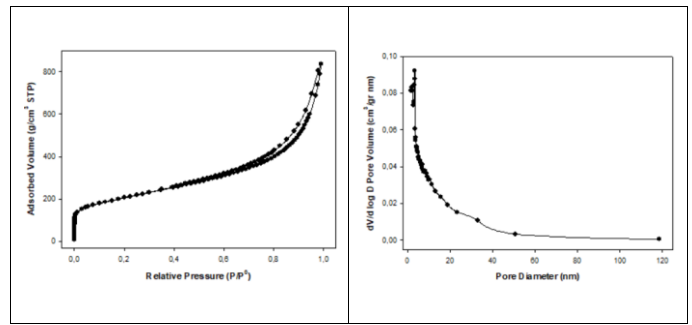 Adsorbed Volume (g/cm³ STP)
800
600
400
200
0
0,0 0,2 0,4 0,6 0,8 1,0
Relative Pressure (P/P⁰)
dV/dlog D Pore Volume (cm³/gr nm)
0,10
0,08
0,06
0,04
0,02
0,00
0 20 40 60 80 100 120
Pore Diameter (nm)